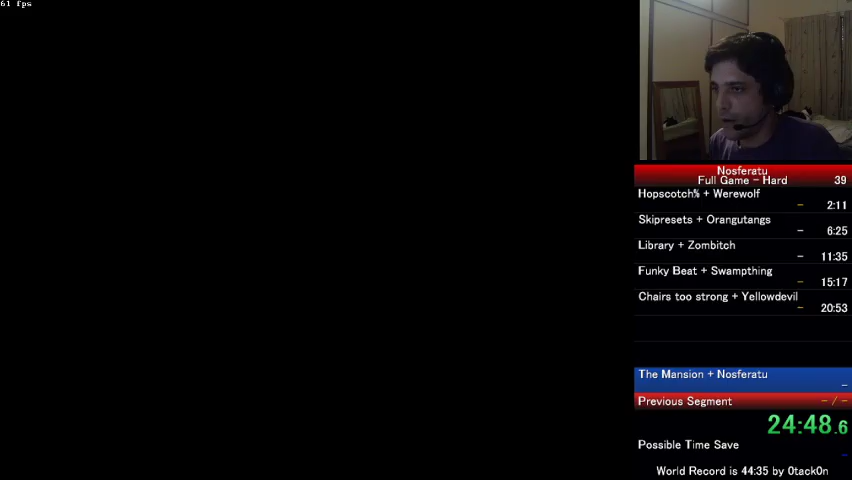 61 fps
Nosferatu
Full Game - Hard 39
Hopscotch% + Werewolf
- 2:11
Skipresets + Orangutangs
- 6:25
Library + Zombitch
- 11:35
Funky Beat + Swampthing
- 15:17
Chairs too strong + Yellowdevil
- 20:53
The Mansion + Nosferatu
-
Previous Segment - / -
24:48.6
Possible Time Save
-
World Record is 44:35 by 0tack0n